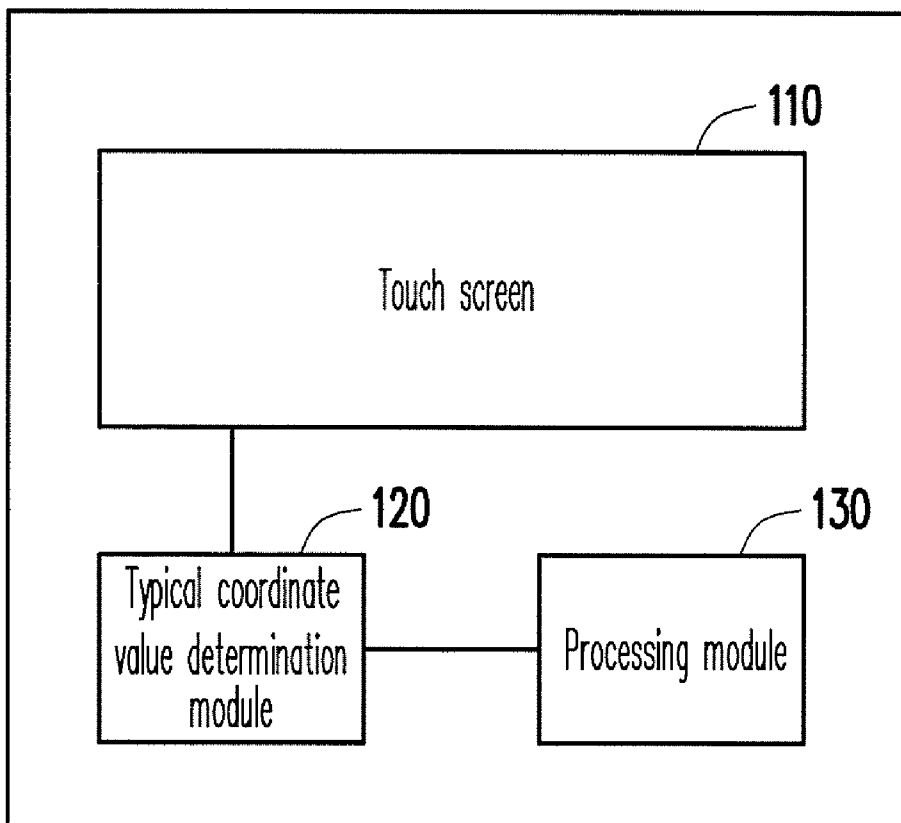 110
Touch screen
120
130
Typical coordinate
value determination
module
Processing module